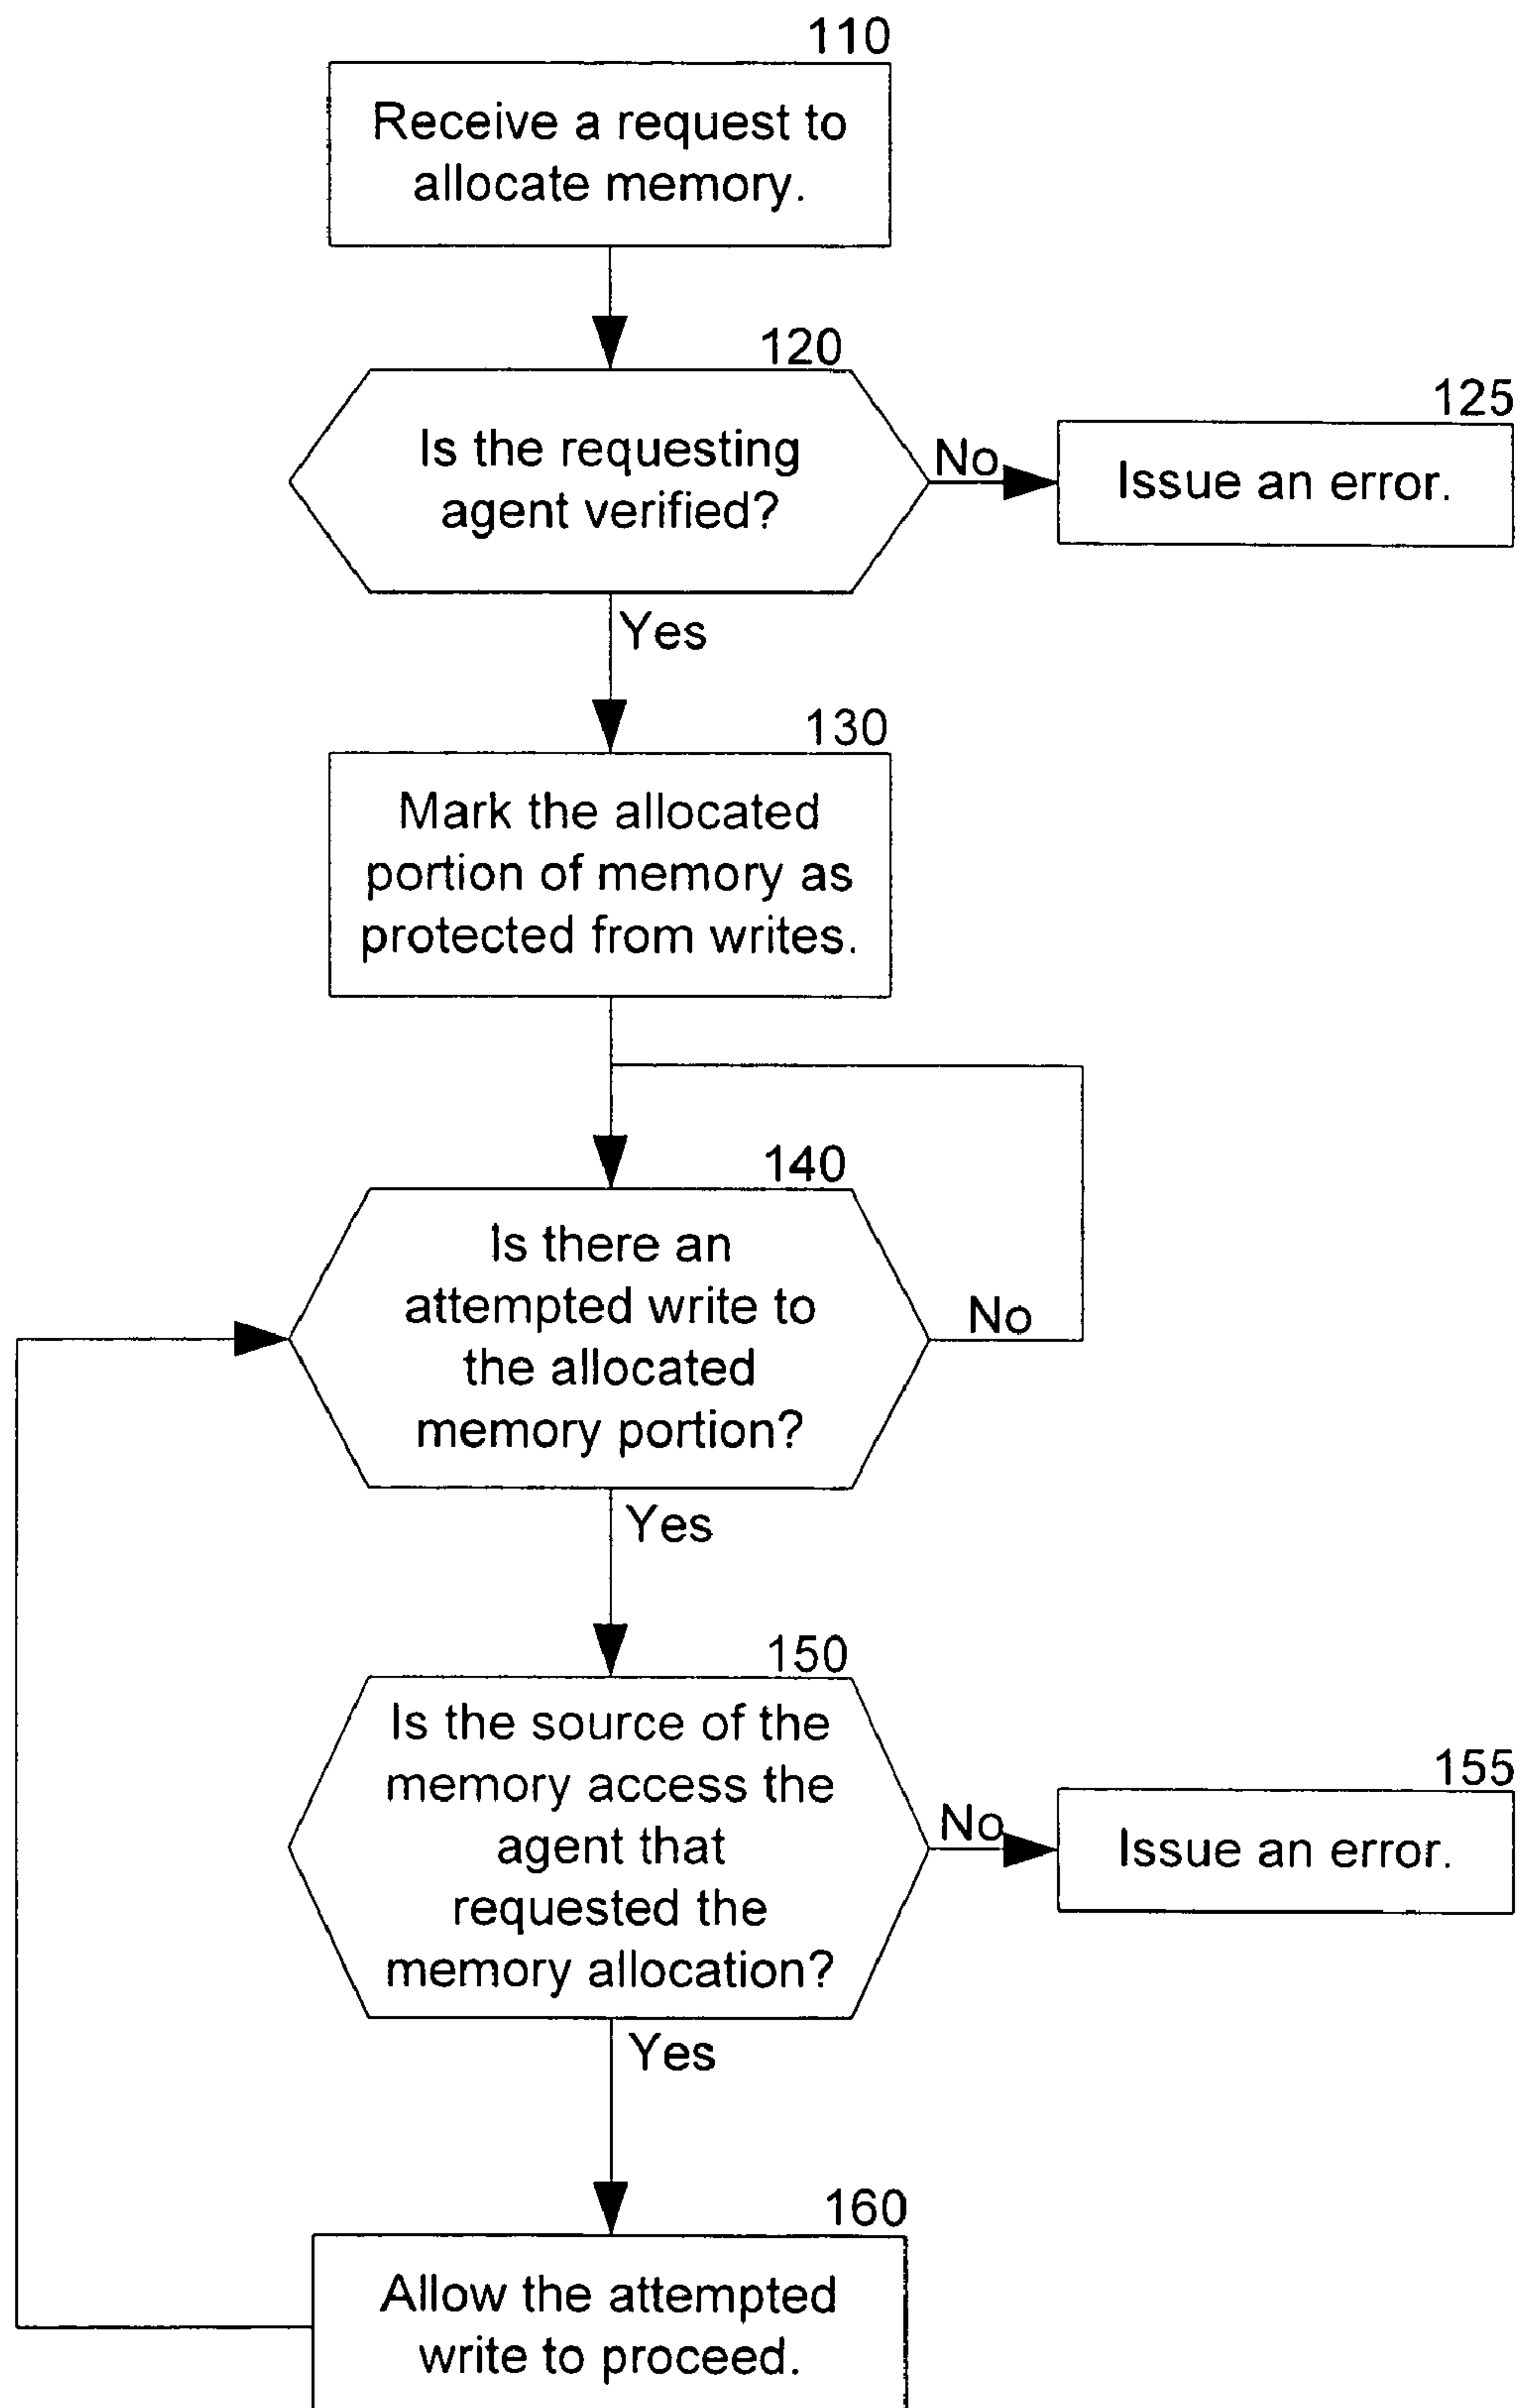 110
Receive a request to
allocate memory.
120
Is the requesting
agent verified?
No
125
Issue an error.
Yes
130
Mark the allocated
portion of memory as
protected from writes.
140
Is there an
attempted write to
the allocated
memory portion?
No
Yes
150
Is the source of the
memory access the
agent that
requested the
memory allocation?
No
155
Issue an error.
Yes
160
Allow the attempted
write to proceed.